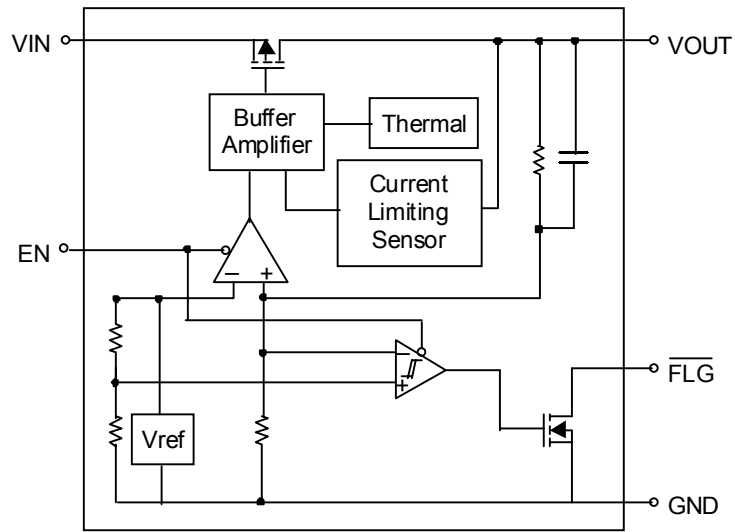 VIN
VOUT
Buffer
Amplifier
Thermal
Current
Limiting
Sensor
EN
− +
−
+
FLG
Vref
GND